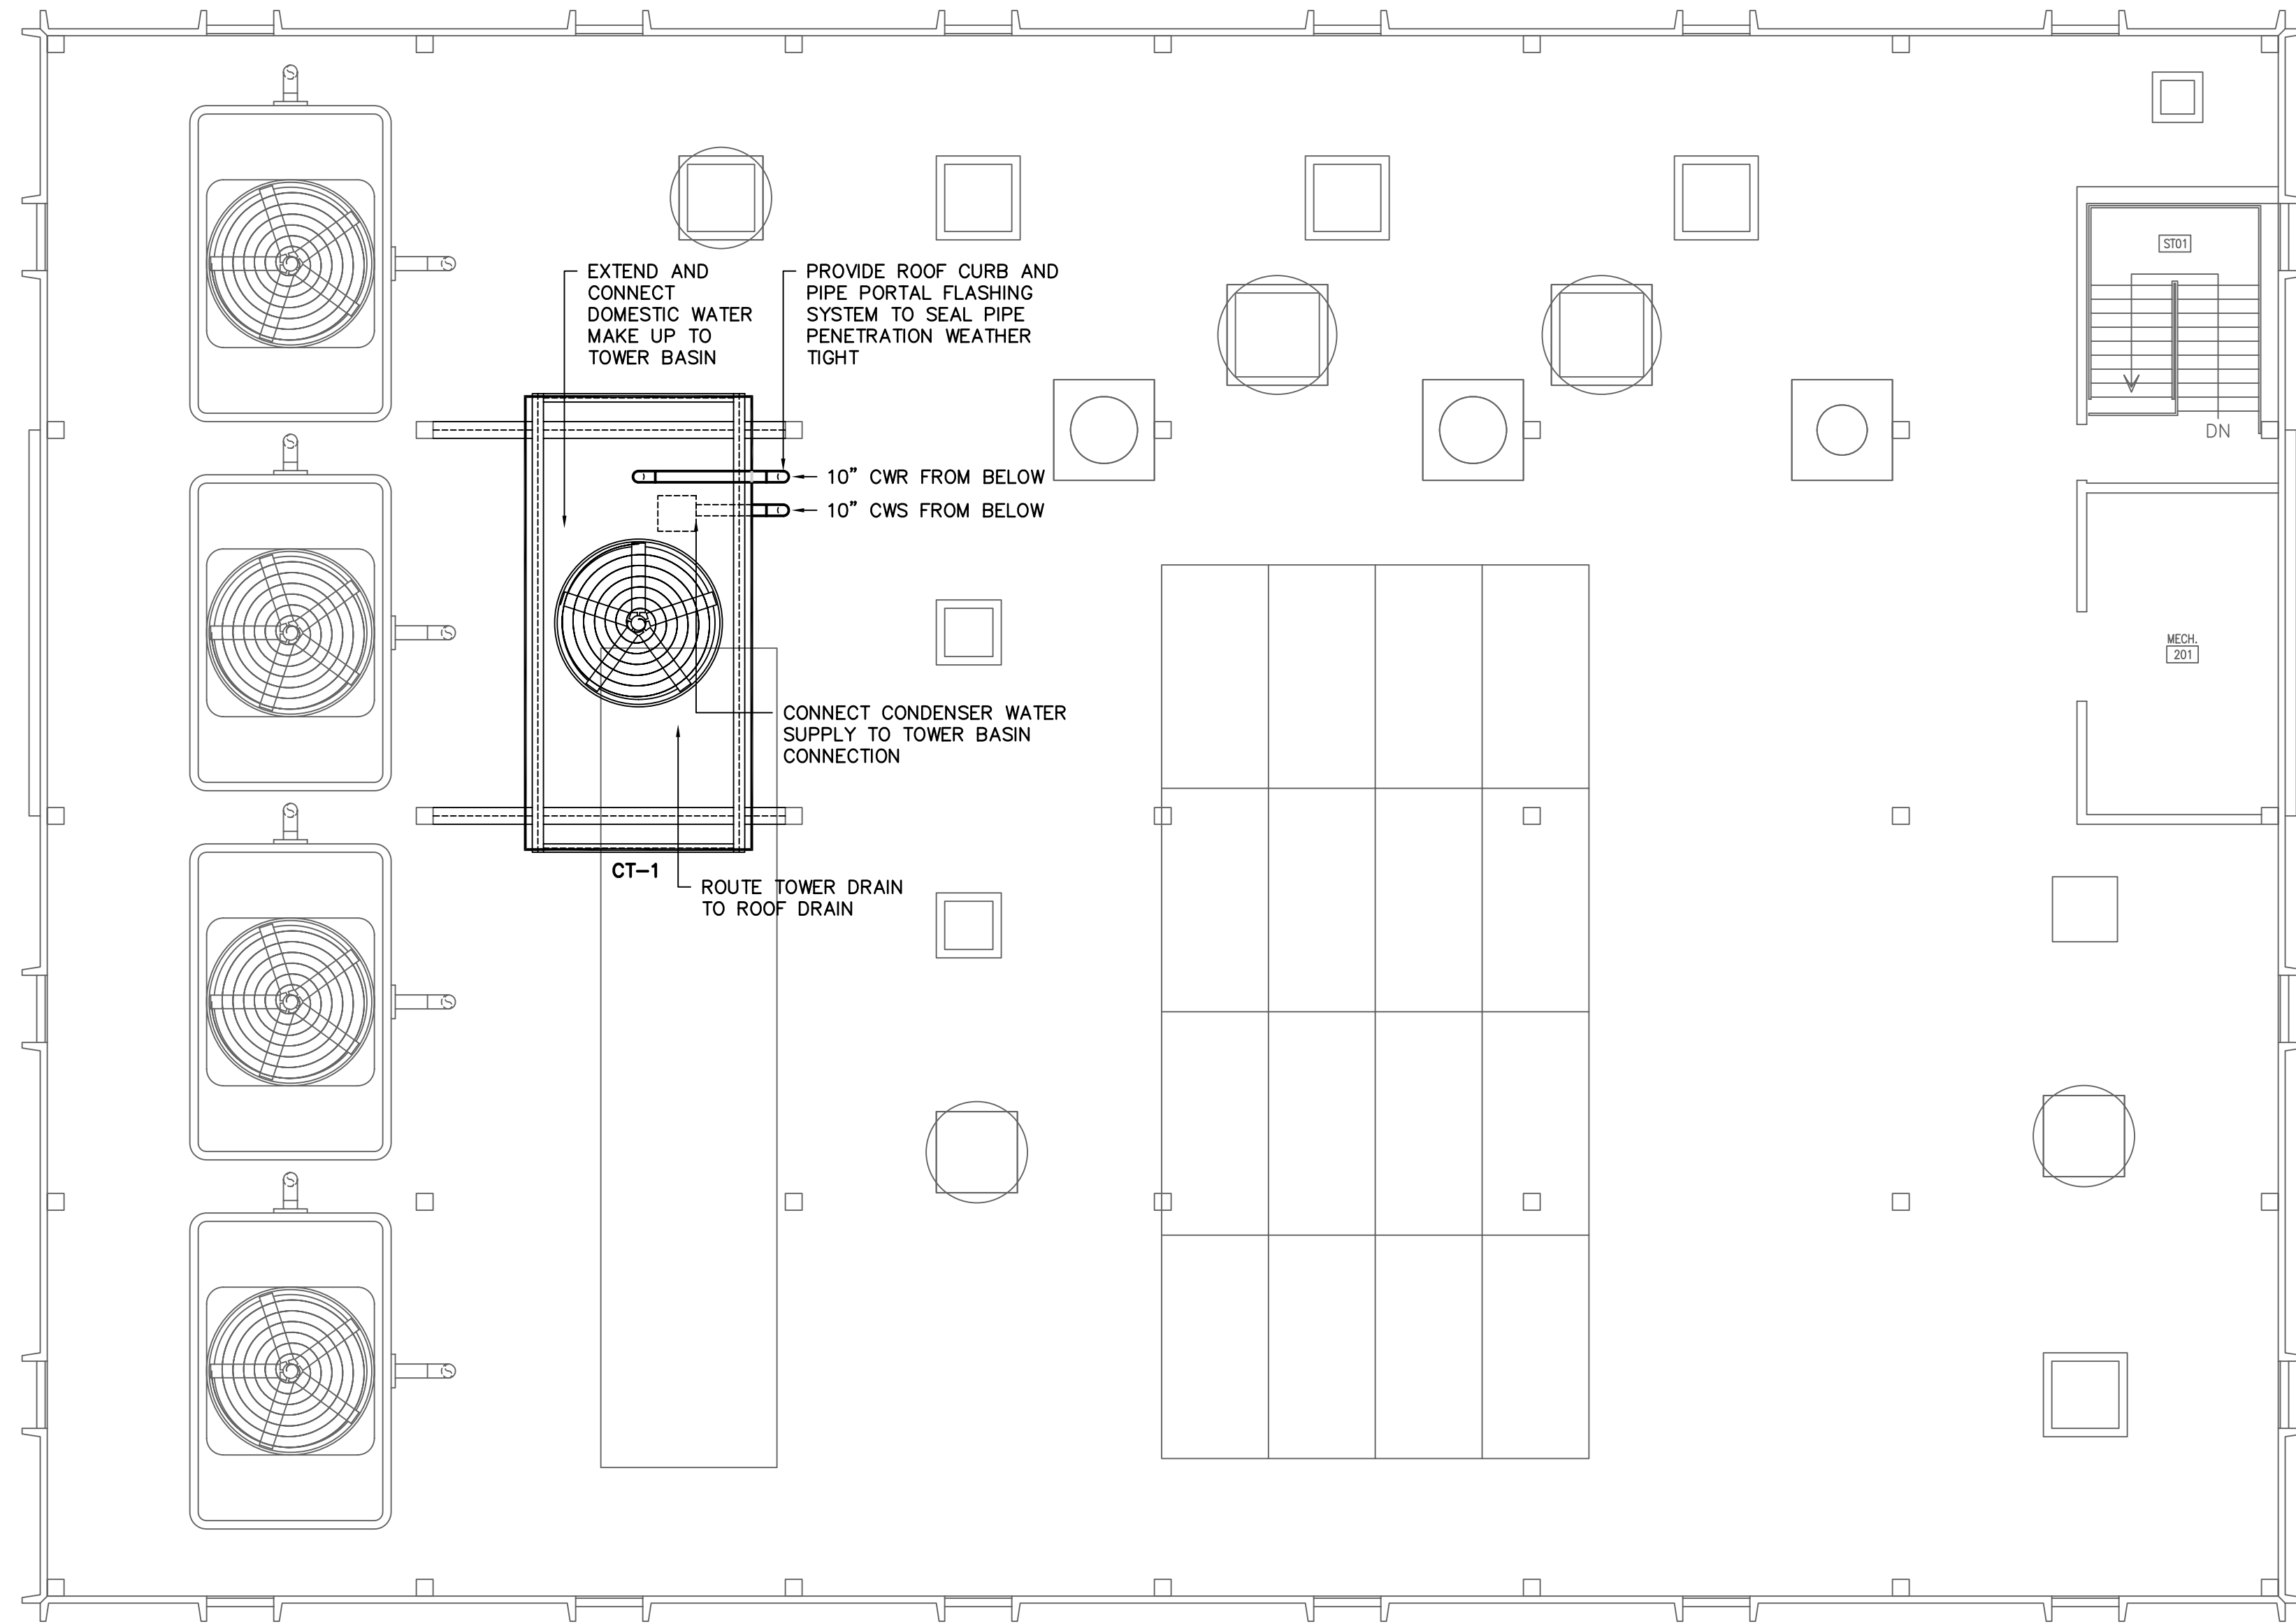 ST01
EXTEND AND
CONNECT
DOMESTIC WATER
MAKE UP TO
TOWER BASIN
PROVIDE ROOF CURB AND
PIPE PORTAL FLASHING
SYSTEM TO SEAL PIPE
PENETRATION WEATHER
TIGHT
DN
10" CWR FROM BELOW
10" CWS FROM BELOW
MECH.
201
CONNECT CONDENSER WATER
SUPPLY TO TOWER BASIN
CONNECTION
CT-1
ROUTE TOWER DRAIN
TO ROOF DRAIN